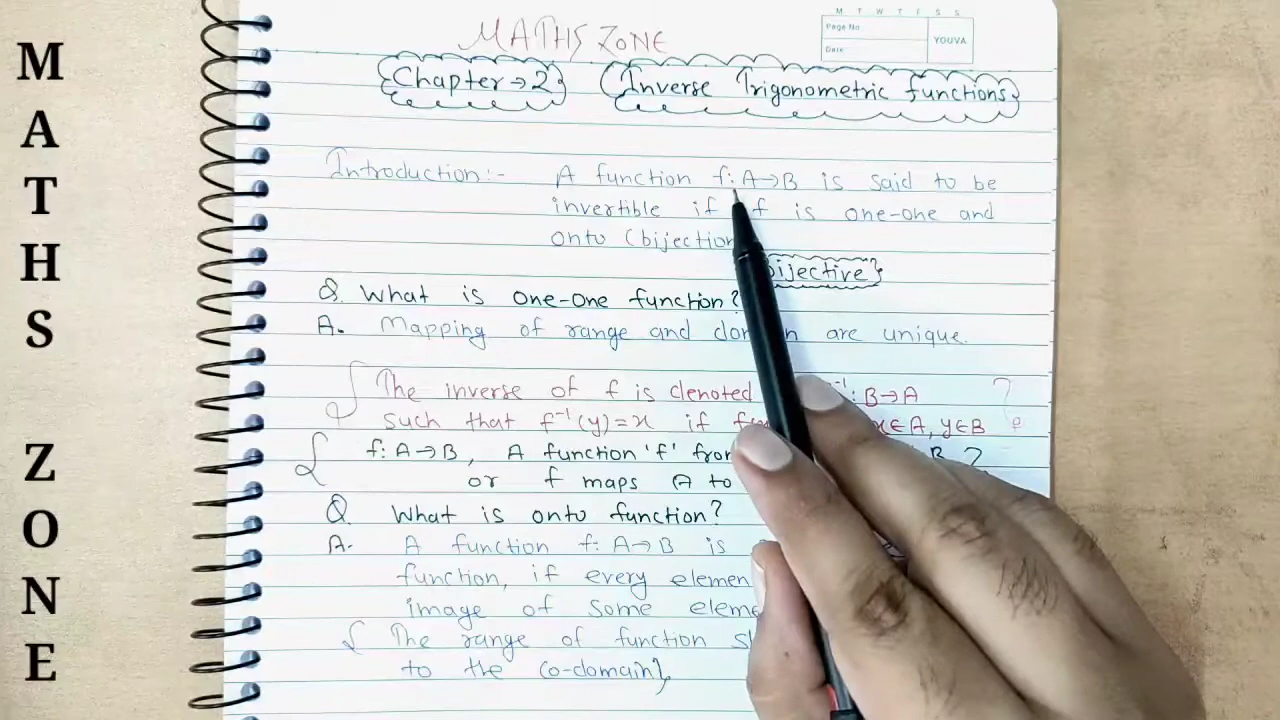 MATHS ZONE
M T W T F S S
Page No
Date
YOUVA
MATHS ZONE
Chapter → 2 Inverse Trigonometric functions
Introduction :- A function f: A→B is said to be
invertible if f is one-one and
onto (bijection
Bijective
Q. What is one-one function?
A. Mapping of range and domain are unique.
The inverse of f is denoted : B→A
such that f⁻¹(y)=x if x∈A, y∈B
f: A→B, A function 'f' from B
or f maps A to
Q. What is onto function?
A. A function f: A→B is
function, if every elemen
image of some eleme
The range of function
to the Co-domain}